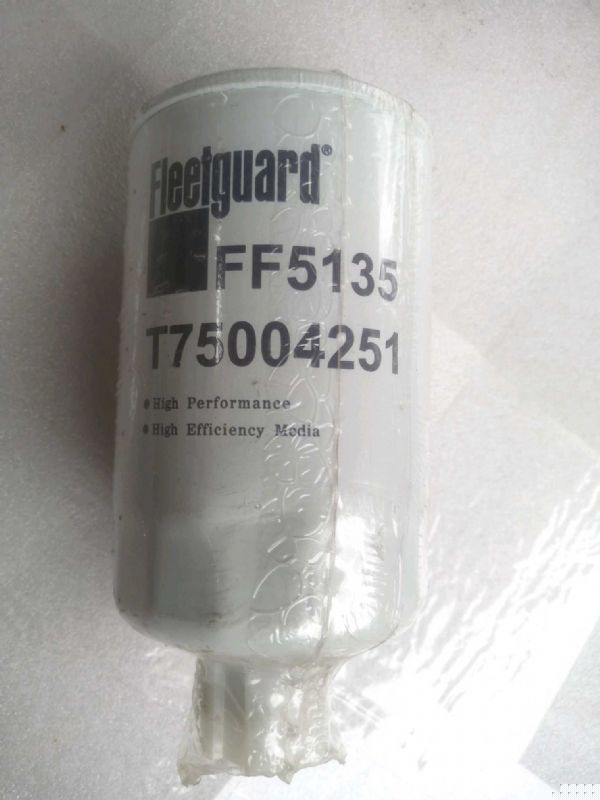 Fleetguard®
FF5135
T75004251
● High Performance
● High Efficiency Media